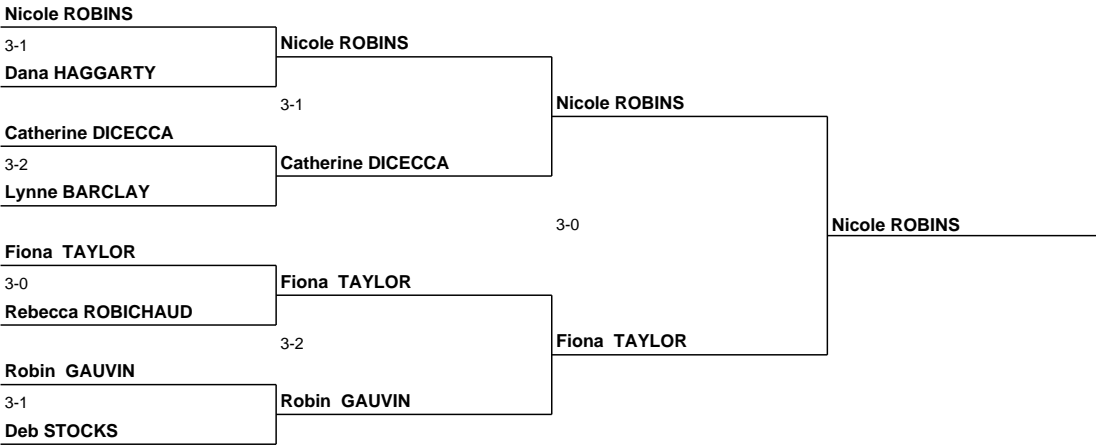 Nicole ROBINS
3-1
Nicole ROBINS
Dana HAGGARTY
3-1
Nicole ROBINS
Catherine DICECCA
3-2
Catherine DICECCA
Lynne BARCLAY
3-0
Nicole ROBINS
Fiona TAYLOR
3-0
Fiona TAYLOR
Rebecca ROBICHAUD
3-2
Fiona TAYLOR
Robin GAUVIN
3-1
Robin GAUVIN
Deb STOCKS